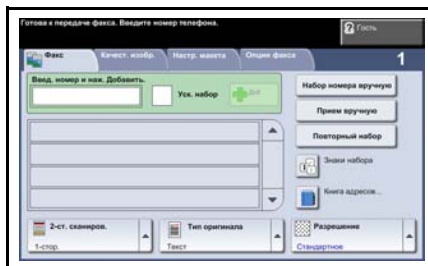 Готова к передаче факса. Введите номер телефона.
Гость
Факс
Качест. изобр.
Настр. макета
Опции факса
1
Введ. номер и наж. Добавить.
Уск. набор
Доб
Набор номера вручную
Прием вручную
Повторный набор
Знаки набора
Книга адресов...
2-ст. сканиров.
Тип оригинала
Разрешение
1-стор.
Текст
Стандартное